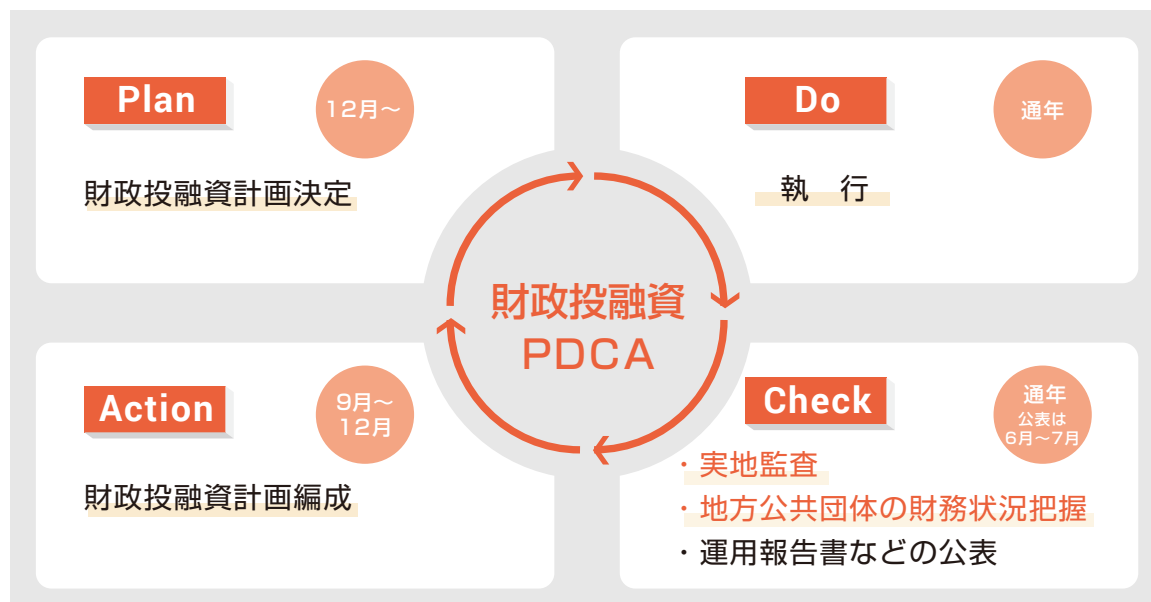 Plan
12月～
財政投融資計画決定
Do
通年
執　行
財政投融資
PDCA
Action
9月～
12月
財政投融資計画編成
Check
通年
公表は
6月～7月
・実地監査
・地方公共団体の財務状況把握
・運用報告書などの公表